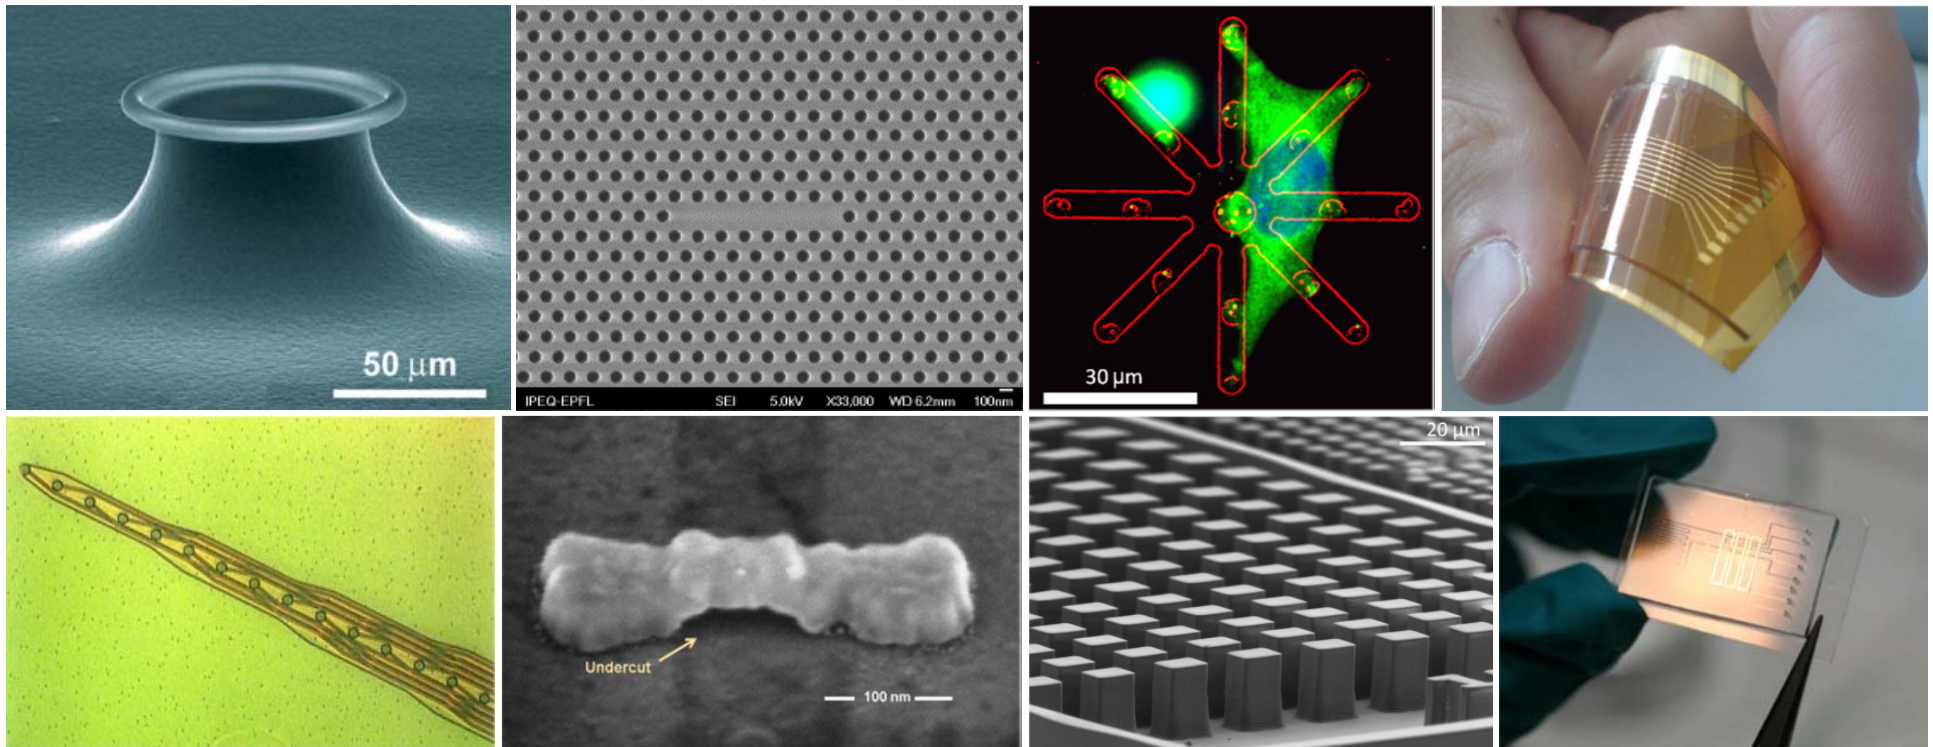 50 µm
IPEQ-EPFL SEI 5.0kV X33,000 WD 6.2mm 100nm
30 µm
Undercut
100 nm
20 µm